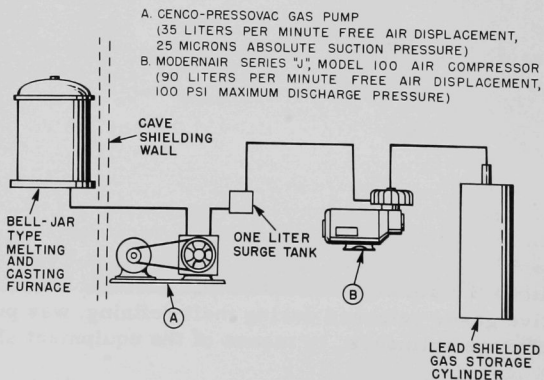 A. CENCO-PRESSOVAC GAS PUMP
(35 LITERS PER MINUTE FREE AIR DISPLACEMENT,
25 MICRONS ABSOLUTE SUCTION PRESSURE)
B. MODERNAIR SERIES "J", MODEL 100 AIR COMPRESSOR
(90 LITERS PER MINUTE FREE AIR DISPLACEMENT,
100 PSI MAXIMUM DISCHARGE PRESSURE)
CAVE
SHIELDING
WALL
BELL-JAR
TYPE
MELTING
AND
CASTING
FURNACE
ONE LITER
SURGE TANK
A
B
LEAD SHIELDED
GAS STORAGE
CYLINDER